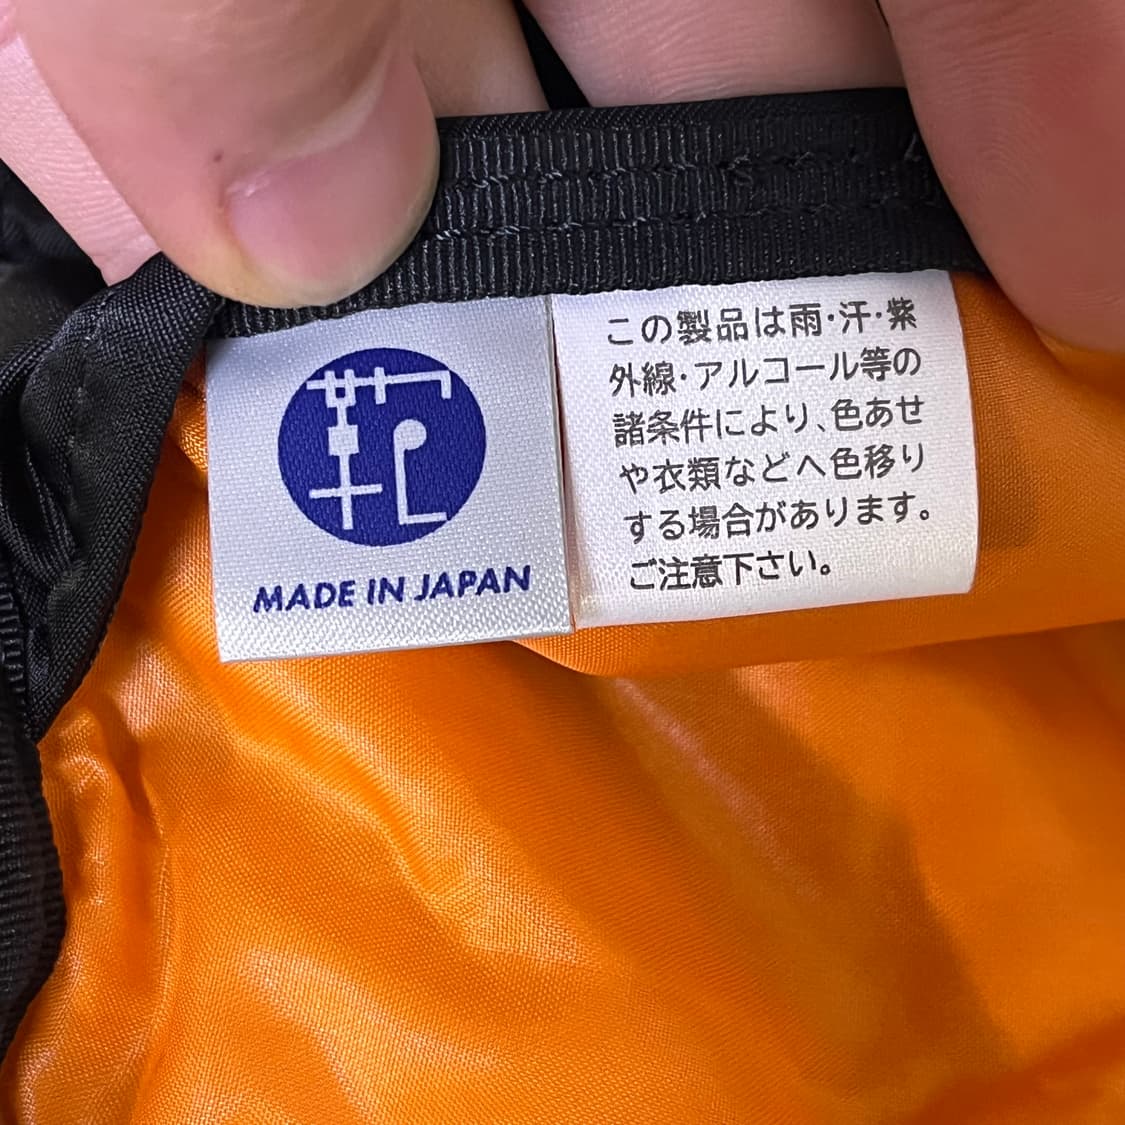 MADE IN JAPAN
この製品は雨・汗・紫
外線・アルコール等の
諸条件により、色あせ
や衣類などへ色移り
する場合があります。
ご注意下さい。